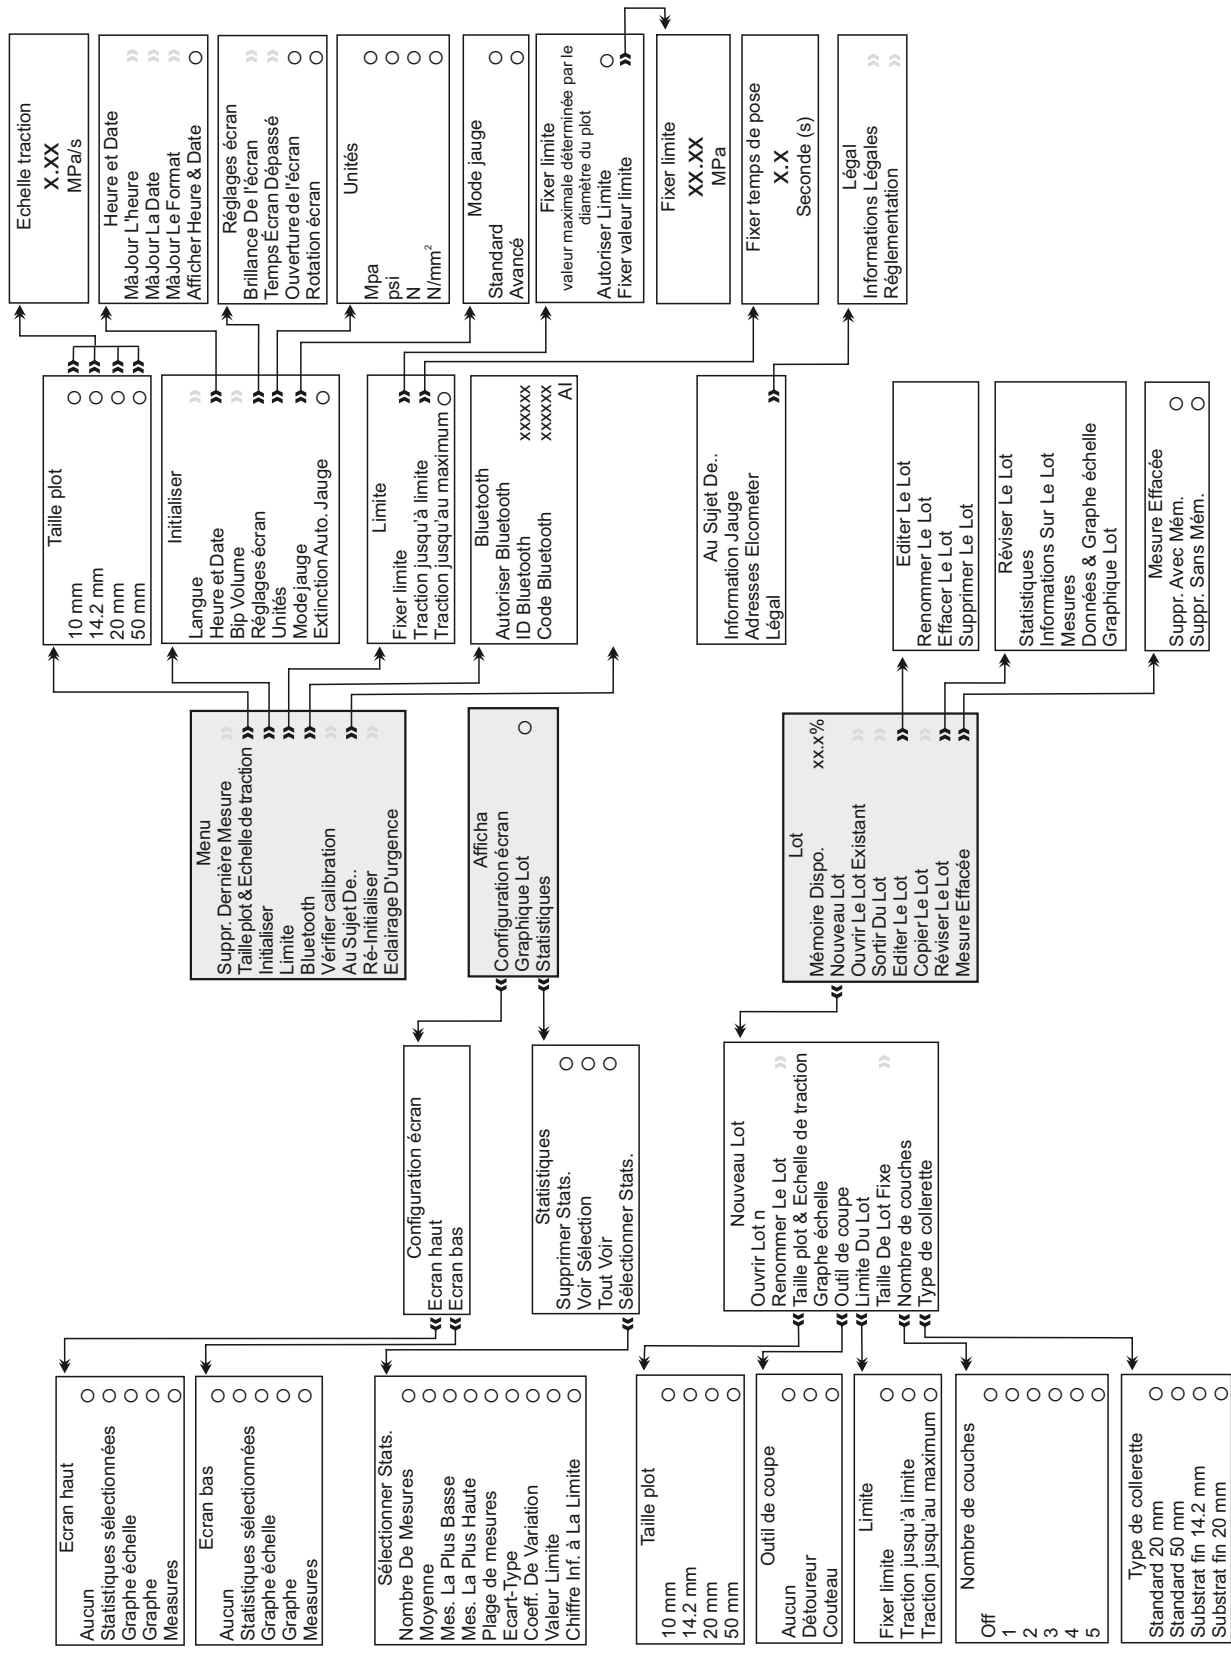 Echelle traction
X.XX
MPa/s
Heure et Date
MàJour L'heure
MàJour La Date
MàJour Le Format
Afficher Heure & Date
Réglages écran
Brillance De l'écran
Temps Écran Dépassé
Ouverture de l'écran
Rotation écran
Unités
Mpa
psi
N
N/mm²
Mode jauge
Standard
Avancé
Fixer limite
valeur maximale déterminée par le
diamètre du plot
Autoriser Limite
Fixer valeur limite
Fixer limite
XX.XX
MPa
Fixer temps de pose
X.X
Seconde (s)
Légal
Informations Légales
Réglementation
Taille plot
10 mm
14.2 mm
20 mm
50 mm
Initialiser
Langue
Heure et Date
Bip Volume
Réglages écran
Unités
Mode jauge
Extinction Auto. Jauge
Limite
Fixer limite
Traction jusqu'à limite
Traction jusqu'au maximum
Bluetooth
Autoriser Bluetooth
ID Bluetooth xxxxxx
Code Bluetooth xxxxxx
AI
Au Sujet De..
Information Jauge
Adresses Elcometer
Légal
Editer Le Lot
Renommer Le Lot
Effacer Le Lot
Supprimer Le Lot
Réviser Le Lot
Statistiques
Informations Sur Le Lot
Mesures
Données & Graphe échelle
Graphique Lot
Mesure Effacée
Suppr. Avec Mém.
Suppr. Sans Mém.
Menu
Suppr. Dernière Mesure
Taille plot & Echelle de traction
Initialiser
Limite
Bluetooth
Vérifier calibration
Au Sujet De..
Ré-Initialiser
Eclairage D'urgence
Afficha
Configuration écran
Graphique Lot
Statistiques
Lot
Mémoire Dispo. xx.x%
Nouveau Lot
Ouvrir Le Lot Existant
Sortir Du Lot
Editer Le Lot
Copier Le Lot
Réviser Le Lot
Mesure Effacée
Configuration écran
Ecran haut
Ecran bas
Statistiques
Supprimer Stats.
Voir Sélection
Tout Voir
Sélectionner Stats.
Nouveau Lot
Ouvrir Lot n
Renommer Le Lot
Taille plot & Echelle de traction
Graphe échelle
Outil de coupe
Limite Du Lot
Taille De Lot Fixe
Nombre de couches
Type de collerette
Ecran haut
Aucun
Statistiques sélectionnées
Graphe échelle
Graphe
Measures
Ecran bas
Aucun
Statistiques sélectionnées
Graphe échelle
Graphe
Measures
Sélectionner Stats.
Nombre De Mesures
Moyenne
Mes. La Plus Basse
Mes. La Plus Haute
Plage de mesures
Ecart-Type
Coeff. De Variation
Valeur Limite
Chiffre Inf. à La Limite
Taille plot
10 mm
14.2 mm
20 mm
50 mm
Outil de coupe
Aucun
Détoureur
Couteau
Limite
Fixer limite
Traction jusqu'à limite
Traction jusqu'au maximum
Nombre de couches
Off
1
2
3
4
5
Type de collerette
Standard 20 mm
Standard 50 mm
Substrat fin 14.2 mm
Substrat fin 20 mm